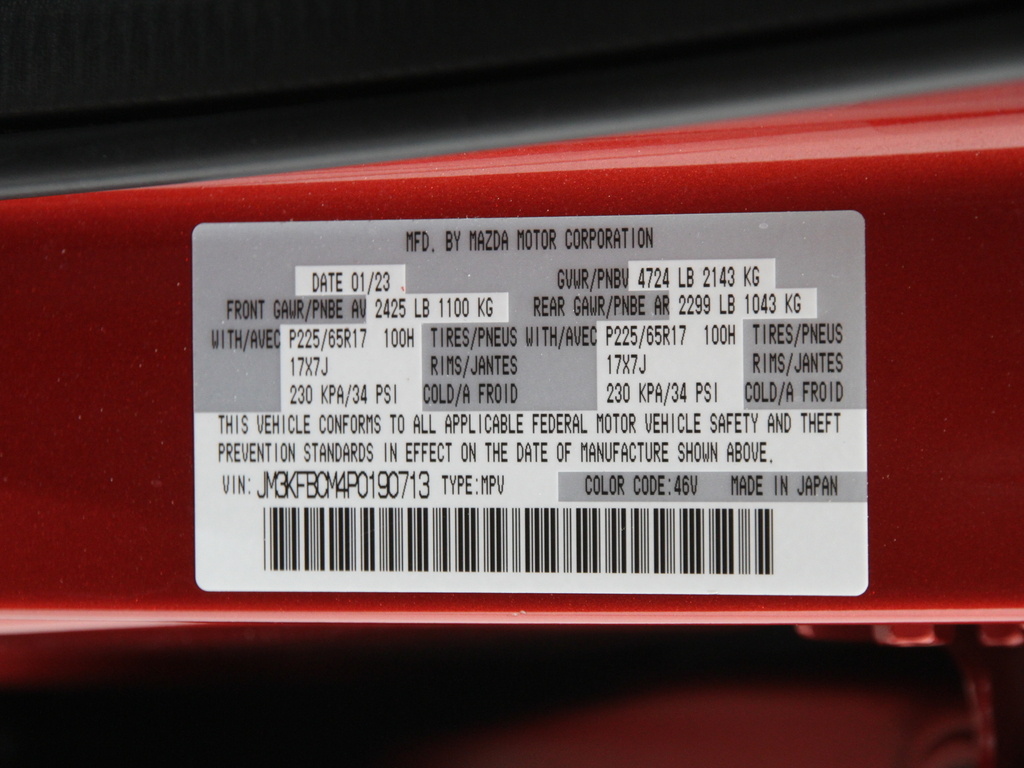 MFD. BY MAZDA MOTOR CORPORATION
DATE 01/23 GVWR/PNBV 4724 LB 2143 KG
FRONT GAWR/PNBE AV 2425 LB 1100 KG REAR GAWR/PNBE AR 2299 LB 1043 KG
WITH/AVEC P225/65R17 100H TIRES/PNEUS WITH/AVEC P225/65R17 100H TIRES/PNEUS
17X7J RIMS/JANTES 17X7J RIMS/JANTES
230 KPA/34 PSI COLD/A FROID 230 KPA/34 PSI COLD/A FROID
THIS VEHICLE CONFORMS TO ALL APPLICABLE FEDERAL MOTOR VEHICLE SAFETY AND THEFT
PREVENTION STANDARDS IN EFFECT ON THE DATE OF MANUFACTURE SHOWN ABOVE.
VIN: JM3KFBCM4P0190713 TYPE:MPV COLOR CODE:46V MADE IN JAPAN